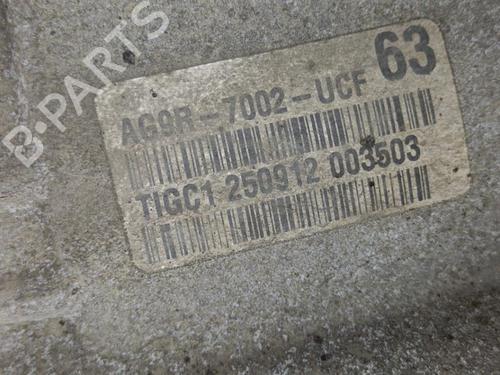 B-PARTS
63
AG9R-7002-UCF
TIGC1 250912 003503